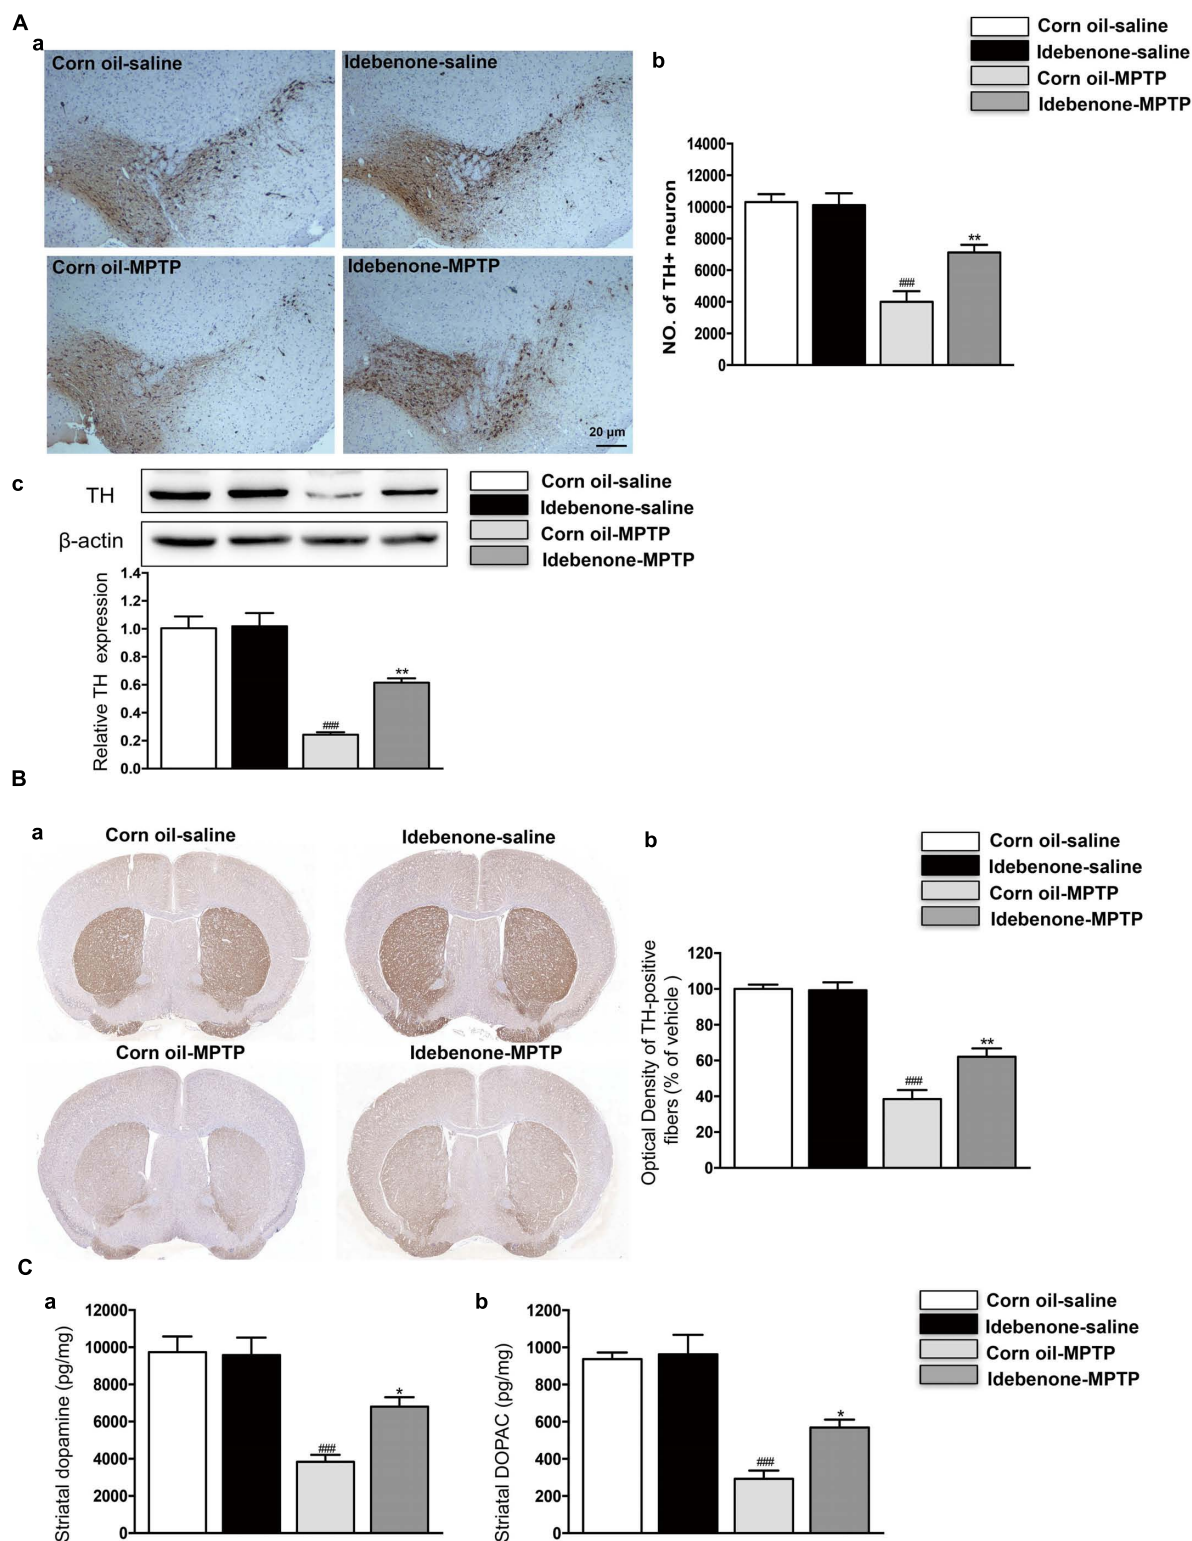 A
a
Corn oil-saline
Idebenone-saline
Corn oil-MPTP
Idebenone-MPTP
20 µm
b
Corn oil-saline
Idebenone-saline
Corn oil-MPTP
Idebenone-MPTP
NO. of TH+ neuron
14000
12000
10000
8000
6000
4000
2000
0
###
**
c
TH
β-actin
Corn oil-saline
Idebenone-saline
Corn oil-MPTP
Idebenone-MPTP
Relative TH expression
1.4
1.2
1.0
0.8
0.6
0.4
0.2
0.0
###
**
B
a
Corn oil-saline
Idebenone-saline
Corn oil-MPTP
Idebenone-MPTP
b
Corn oil-saline
Idebenone-saline
Corn oil-MPTP
Idebenone-MPTP
Optical Density of TH-positive
fibers (% of vehicle )
120
100
80
60
40
20
0
###
**
C
a
Striatal dopamine (pg/mg)
12000
10000
8000
6000
4000
2000
0
###
*
b
Striatal DOPAC (pg/mg)
1200
1000
800
600
400
200
0
###
*
Corn oil-saline
Idebenone-saline
Corn oil-MPTP
Idebenone-MPTP